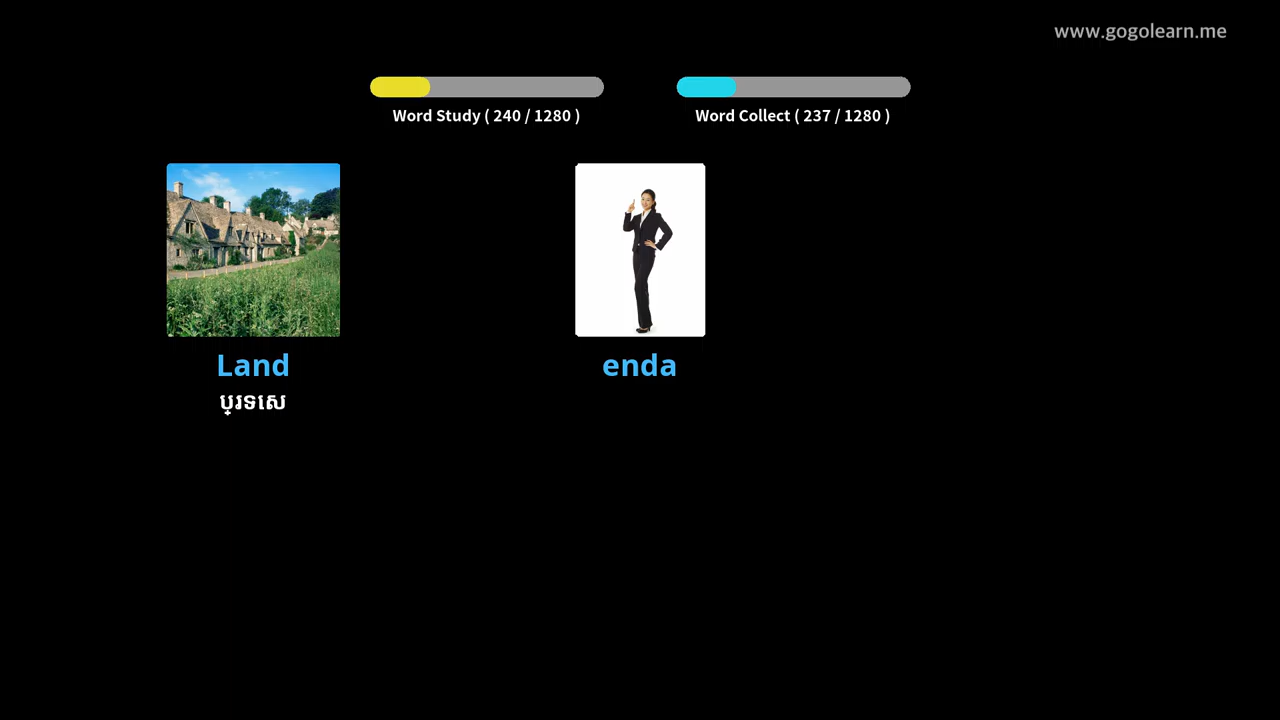 www.gogolearn.me
Word Study ( 240 / 1280 )
Word Collect ( 237 / 1280 )
Land
enda
ប្រទសេ